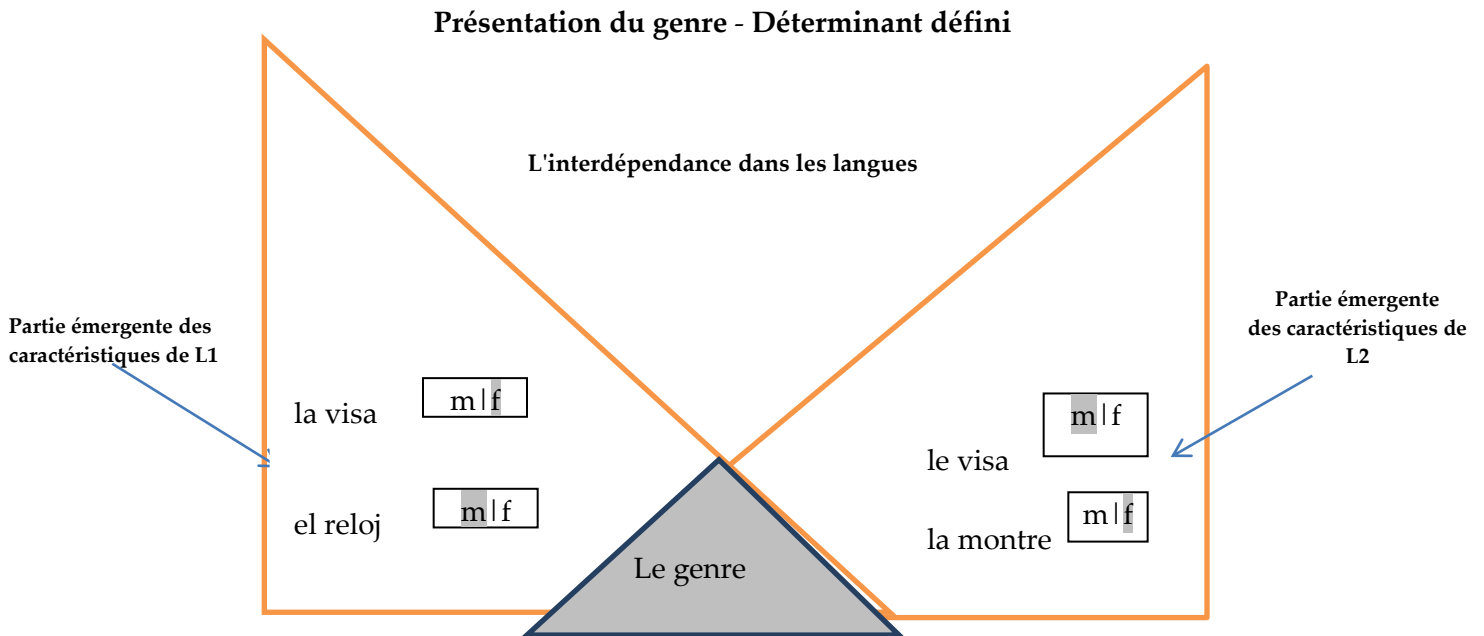 Présentation du genre - Déterminant défini
L'interdépendance dans les langues
Partie émergente des
caractéristiques de L1
Partie émergente
des caractéristiques de
L2
la visa
m|f
el reloj
m|f
le visa
m|f
la montre
m|f
Le genre